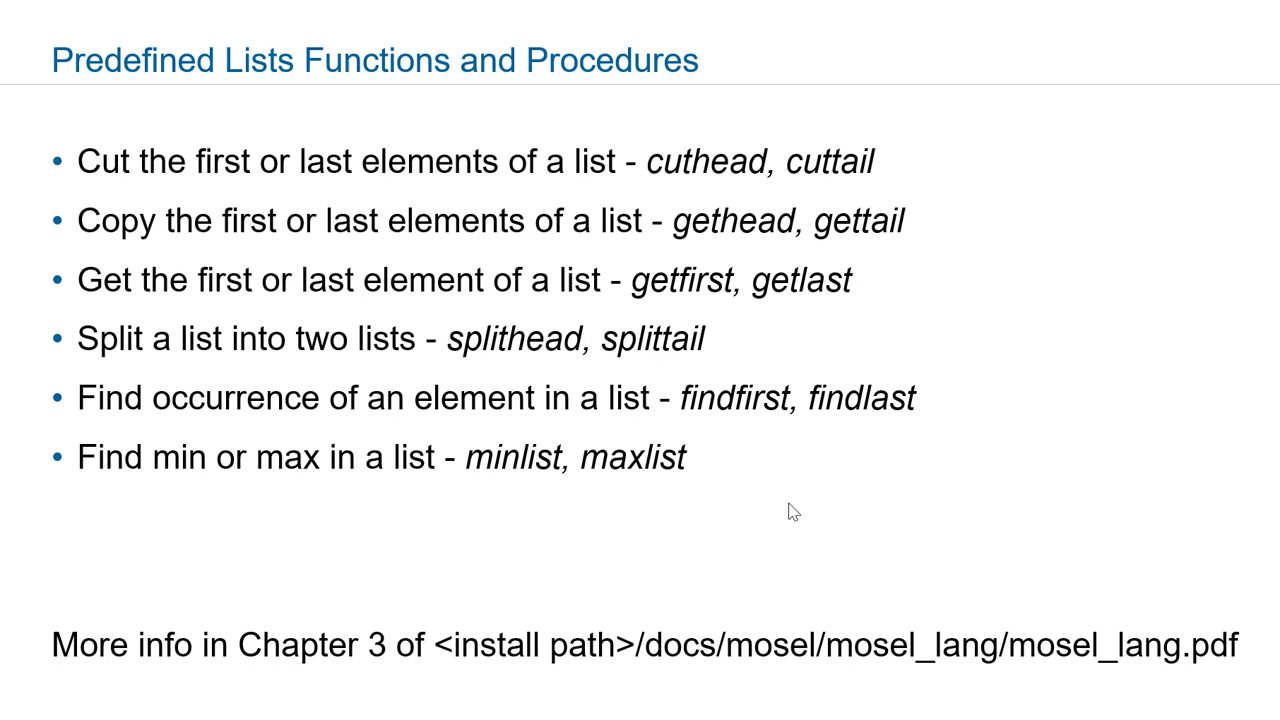 Predefined Lists Functions and Procedures
• Cut the first or last elements of a list - cuthead, cuttail
• Copy the first or last elements of a list - gethead, gettail
• Get the first or last element of a list - getfirst, getlast
• Split a list into two lists - splithead, splittail
• Find occurrence of an element in a list - findfirst, findlast
• Find min or max in a list - minlist, maxlist
More info in Chapter 3 of <install path>/docs/mosel/mosel_lang/mosel_lang.pdf